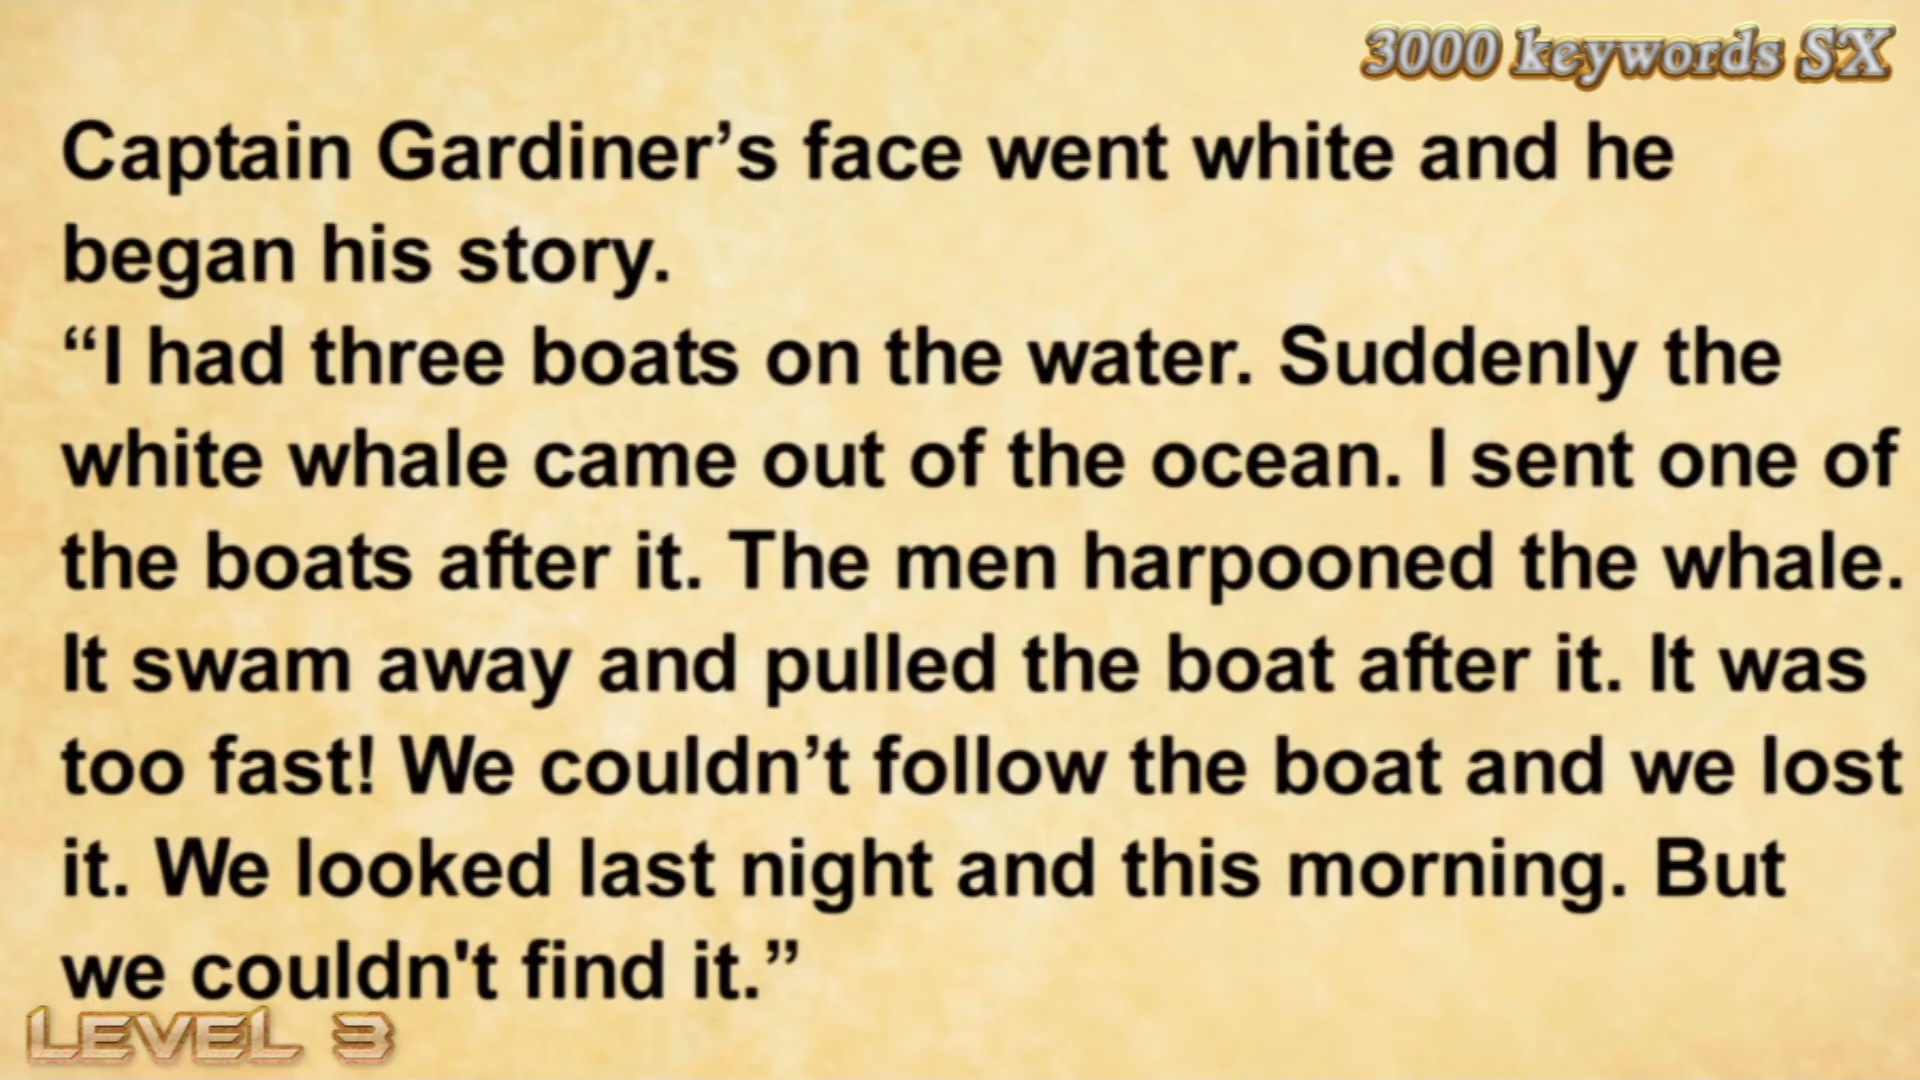 3000 keywords SX
Captain Gardiner’s face went white and he
began his story.
“I had three boats on the water. Suddenly the
white whale came out of the ocean. I sent one of
the boats after it. The men harpooned the whale.
It swam away and pulled the boat after it. It was
too fast! We couldn’t follow the boat and we lost
it. We looked last night and this morning. But
we couldn't find it.”
LEVEL 3